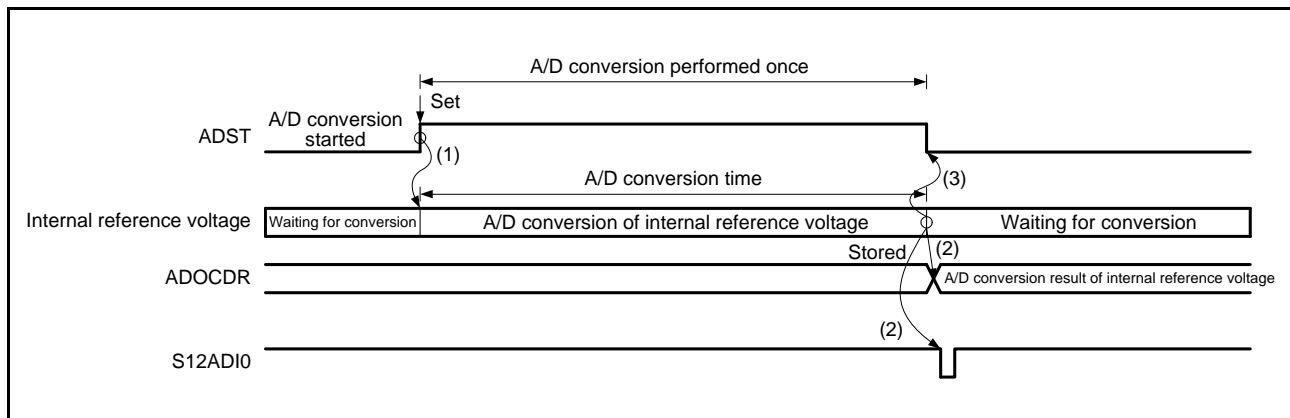 A/D conversion performed once
Set
A/D conversion
started
ADST
(1)
(3)
A/D conversion time
Internal reference voltage
Waiting for conversion
A/D conversion of internal reference voltage
Waiting for conversion
Stored
(2)
ADOCDR
A/D conversion result of internal reference voltage
(2)
S12ADI0